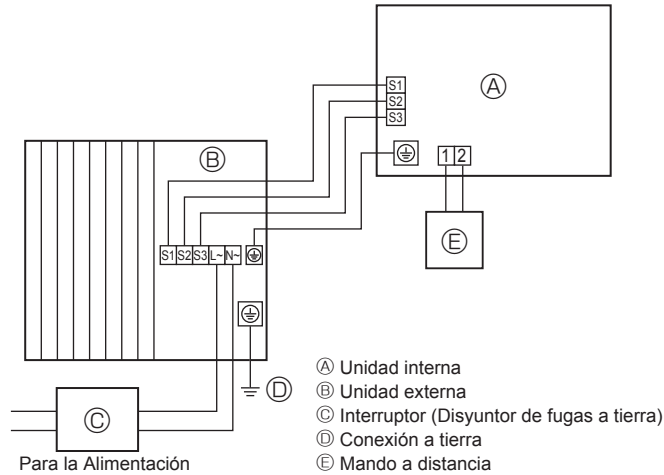 Ⓐ
S1
S2
S3
1 2
Ⓑ
Ⓔ
S1 S2 S3 L~ N~
Ⓓ
Ⓒ
Para la Alimentación
Ⓐ Unidad interna
Ⓑ Unidad externa
Ⓒ Interruptor (Disyuntor de fugas a tierra)
Ⓓ Conexión a tierra
Ⓔ Mando a distancia